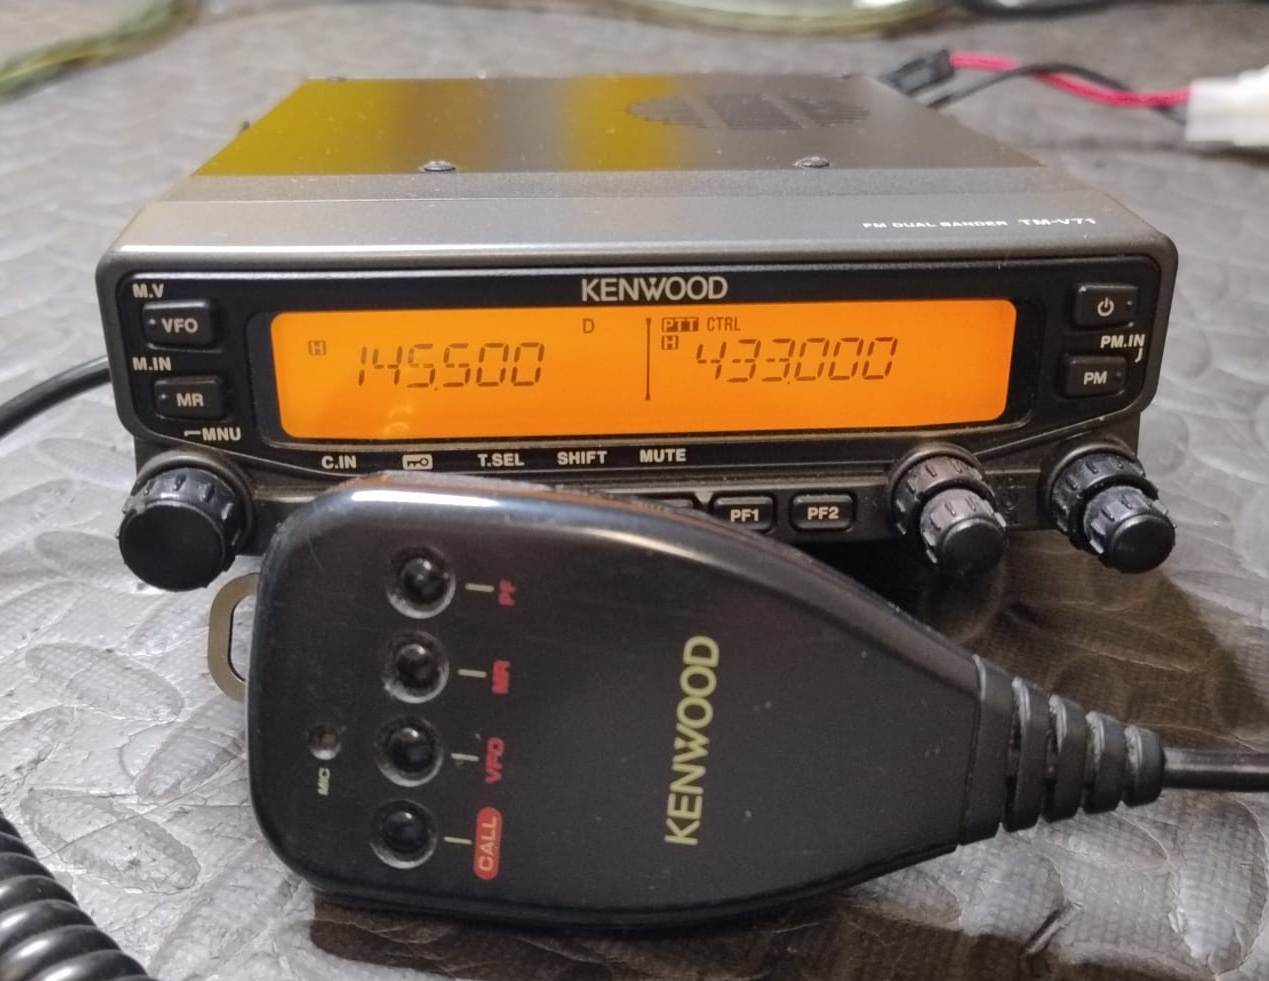 FM DUAL BANDER TM-V71
M.V
KENWOOD
VFO
D
PTT CTRL
H 145.500
H 433.000
M.IN
PM.IN
MR
PM
MNU
C.IN T.SEL SHIFT MUTE
PF1 PF2
PF
MR
VFO
CALL
MIC
KENWOOD